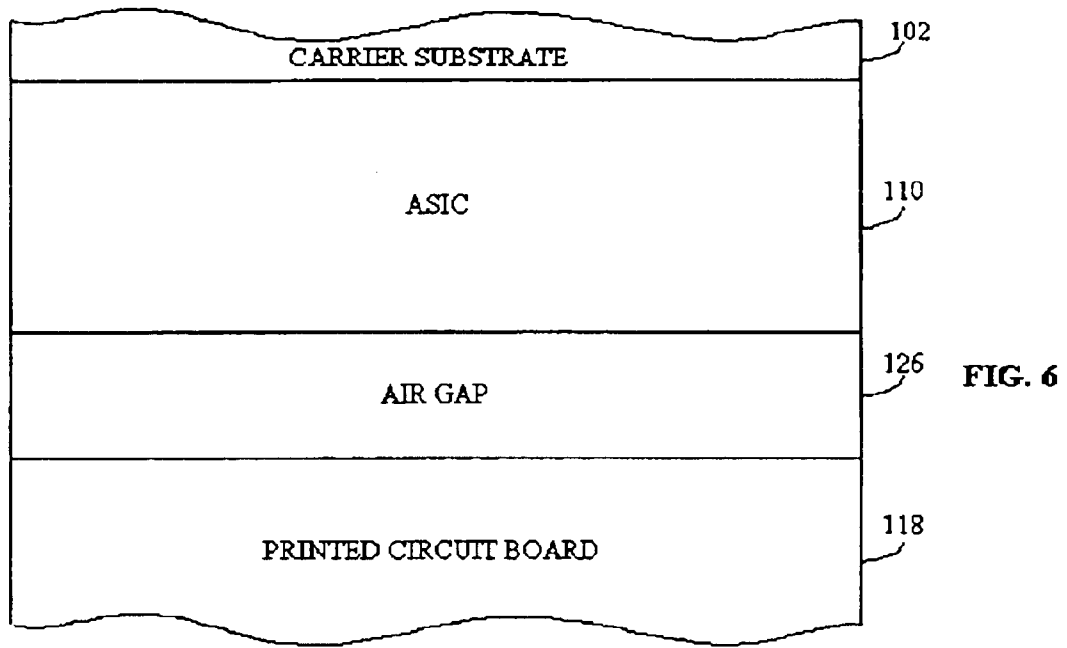 CARRIER SUBSTRATE
102
ASIC
110
AIR GAP
126
FIG. 6
PRINTED CIRCUIT BOARD
118